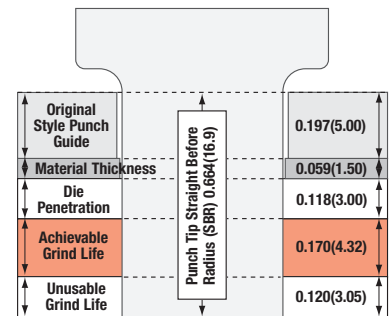 Original
Style Punch
Guide
Material Thickness
Die
Penetration
Achievable
Grind Life
Unusable
Grind Life
Punch Tip Straight Before
Radius (SBR) 0.664(16.9)
0.197(5.00)
0.059(1.50)
0.118(3.00)
0.170(4.32)
0.120(3.05)